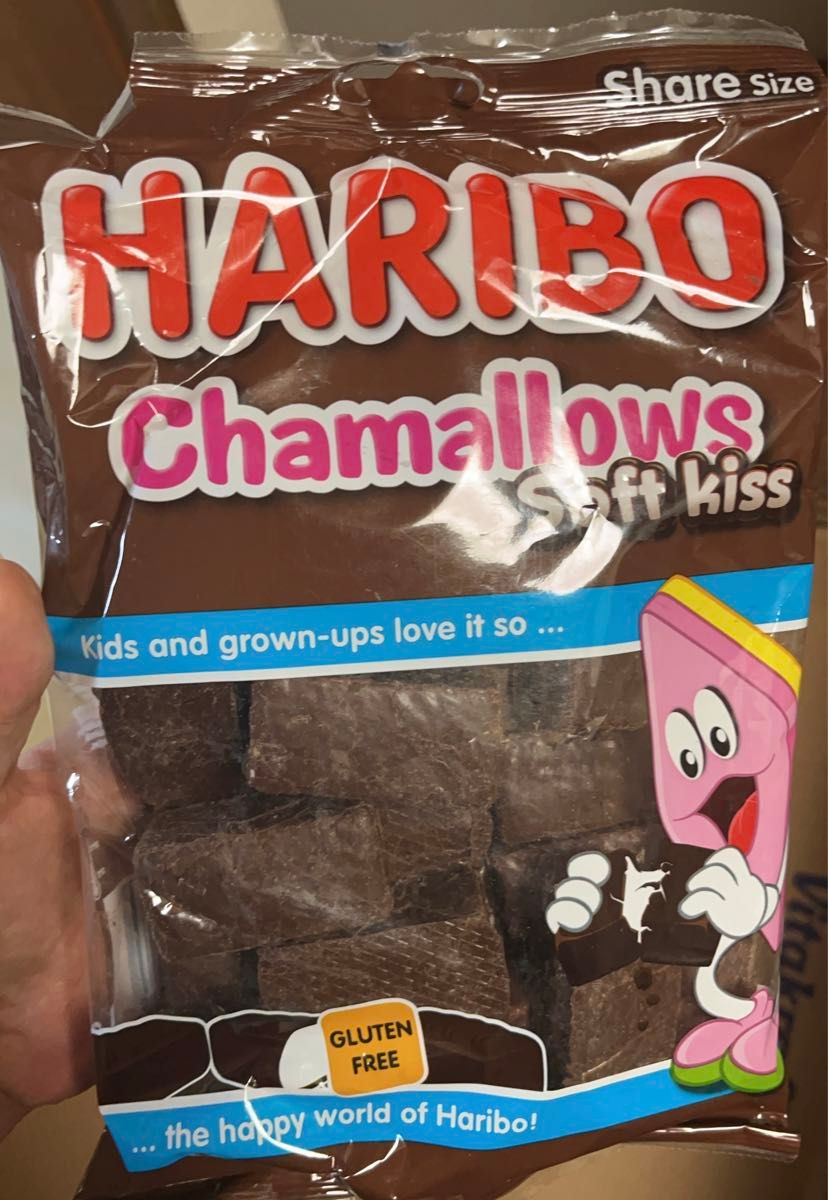 Share Size
HARIBO
Chamallows
Soft kiss
Kids and grown-ups love it so ...
GLUTEN
FREE
... the happy world of Haribo!